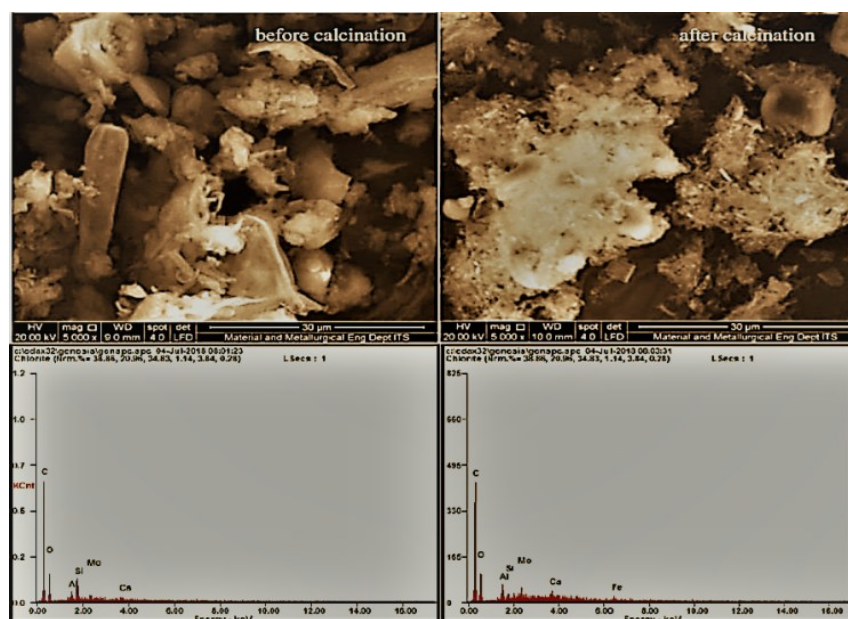 before calcination
after calcination
30 µm
HV mag WD spot det
20.00 kV 5 000 x 9.0 mm 4.0 LFD Material and Metallurgical Eng Dept ITS
30 µm
HV mag WD spot det
20.00 kV 5 000 x 10.0 mm 4.0 LFD Material and Metallurgical Eng Dept ITS
LSecs : 1
1.2
1.0
0.7
KCnt
0.5
0.2
0.0
C
O
A
Si
Mo
Ca
0.00 2.00 4.00 6.00 8.00 10.00 12.00 14.00 16.00
LSecs : 1
825
660
495
330
165
0
C
O
Al
Si
Mo
Ca
Fe
0.00 2.00 4.00 6.00 8.00 10.00 12.00 14.00 16.00